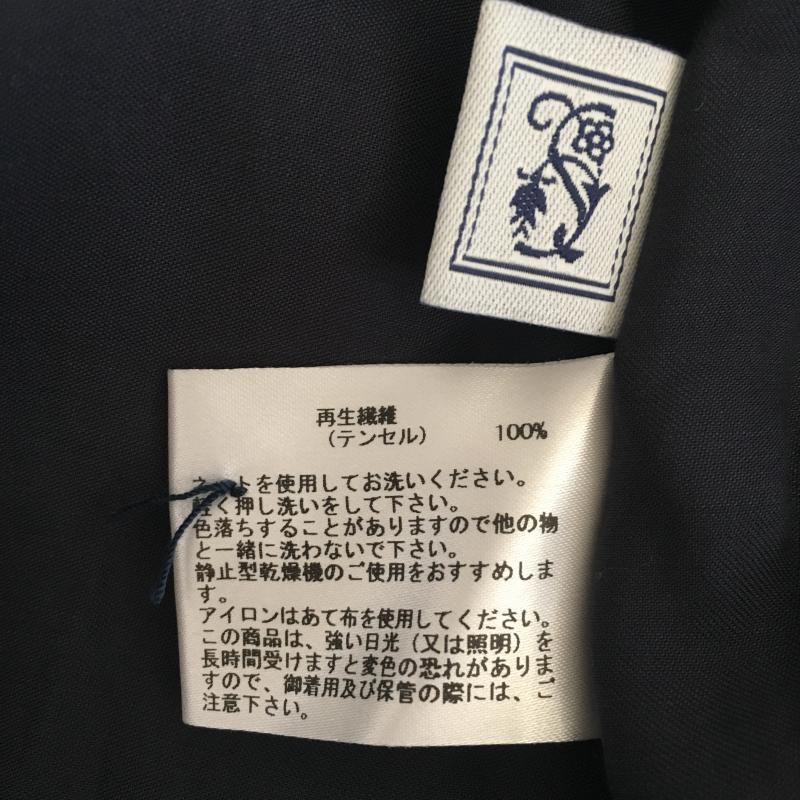 再生繊維
（テンセル） 100%
ネットを使用してお洗いください。
軽く押し洗いをして下さい。
色落ちすることがありますので他の物
と一緒に洗わないで下さい。
静止型乾燥機のご使用をおすすめしま
す。
アイロンはあて布を使用してください。
この商品は、強い日光（又は照明）を
長時間受けますと変色の恐れがありま
すので、御着用及び保管の際には、ご
注意下さい。